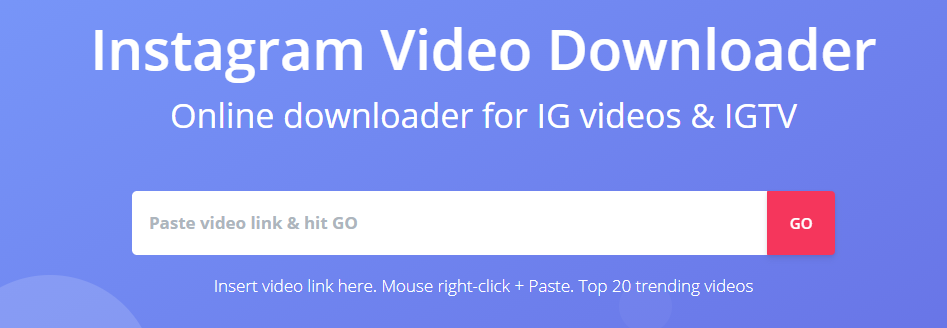 Instagram Video Downloader
Online downloader for IG videos & IGTV
Paste video link & hit GO
GO
Insert video link here. Mouse right-click + Paste. Top 20 trending videos